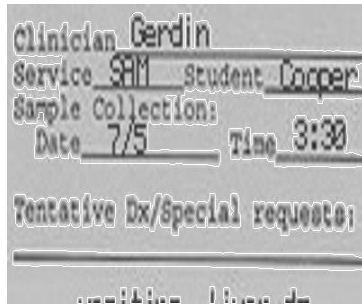 Clinician Gerdin
Service SAM Student Cooper
Sample Collection:
Date 7/5 Time 3:30
Tentative Dx/Special requests: